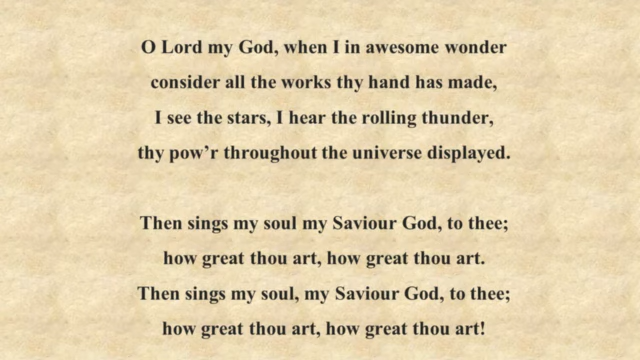 O Lord my God, when I in awesome wonder
consider all the works thy hand has made,
I see the stars, I hear the rolling thunder,
thy pow’r throughout the universe displayed.
Then sings my soul my Saviour God, to thee;
how great thou art, how great thou art.
Then sings my soul, my Saviour God, to thee;
how great thou art, how great thou art!